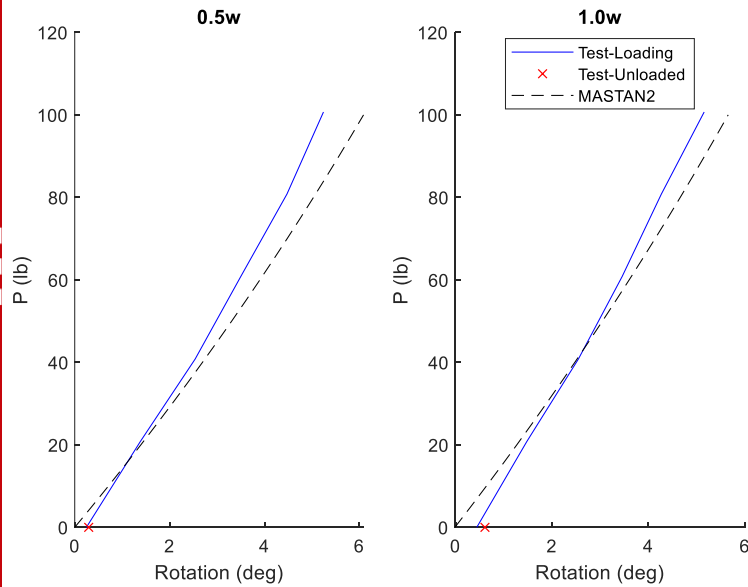 0.5w
120
100
80
60
40
20
0
P (lb)
0 2 4 6
Rotation (deg)
1.0w
Test-Loading
Test-Unloaded
MASTAN2
120
100
80
60
40
20
0
P (lb)
0 2 4 6
Rotation (deg)